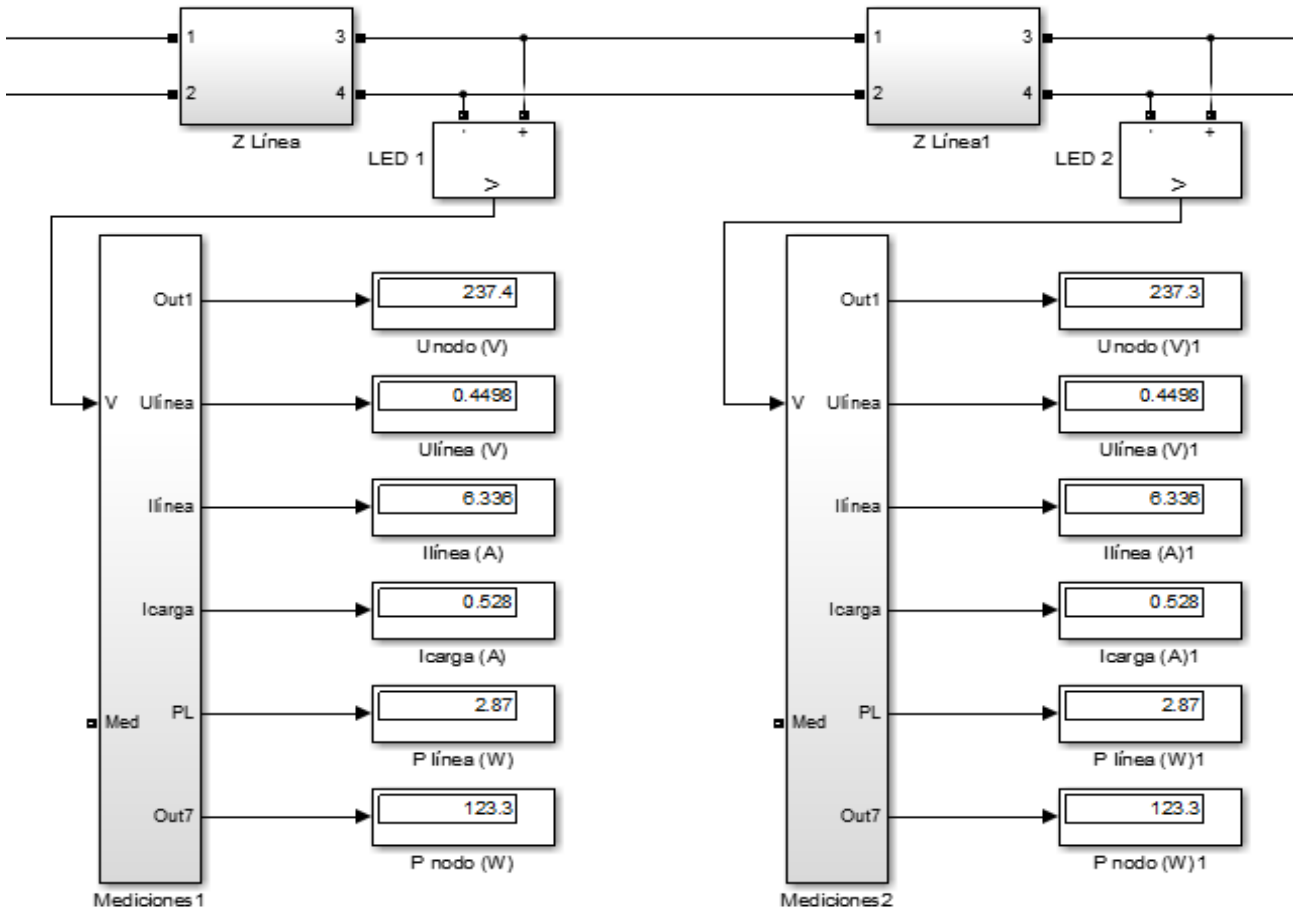 1
3
2
4
Z Línea
- +
LED 1
>
1
3
2
4
Z Línea1
- +
LED 2
>
V
Out1
Ulínea
Ilínea
Icarga
Med
PL
Out7
Mediciones1
237.4
Unodo (V)
0.4498
Ulínea (V)
6.336
Ilínea (A)
0.528
Icarga (A)
2.87
P línea (W)
123.3
P nodo (W)
V
Out1
Ulínea
Ilínea
Icarga
Med
PL
Out7
Mediciones2
237.3
Unodo (V)1
0.4498
Ulínea (V)1
6.336
Ilínea (A)1
0.528
Icarga (A)1
2.87
P línea (W)1
123.3
P nodo (W)1